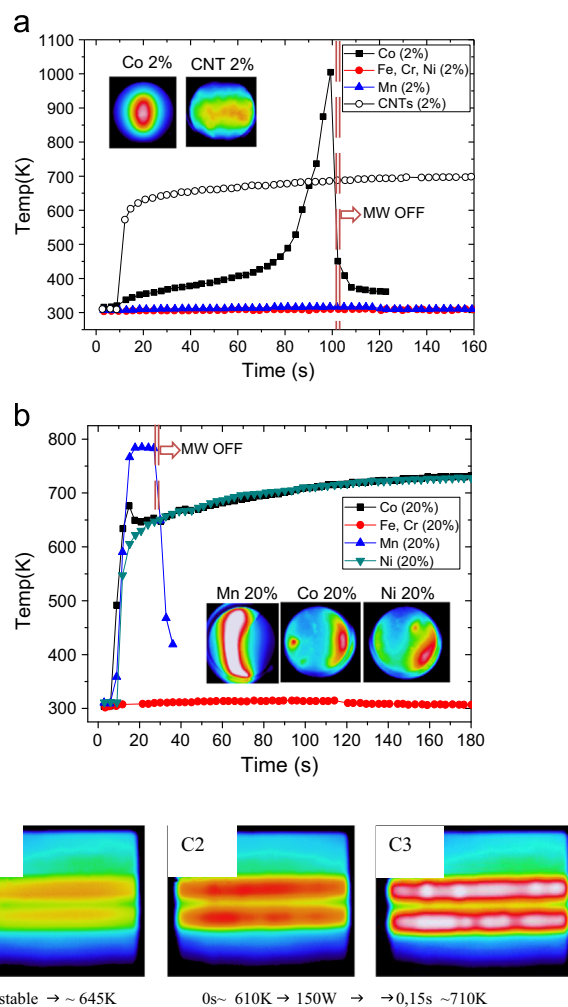 a
Co 2% CNT 2%
Co (2%)
Fe, Cr, Ni (2%)
Mn (2%)
CNTs (2%)
MW OFF
Temp(K)
1100
1000
900
800
700
600
500
400
300
0 20 40 60 80 100 120 140 160
Time (s)
b
MW OFF
Co (20%)
Fe, Cr (20%)
Mn (20%)
Ni (20%)
Mn 20% Co 20% Ni 20%
Temp(K)
800
700
600
500
400
300
0 20 40 60 80 100 120 140 160 180
Time (s)
C2 C3
stable → ~ 645K 0s~ 610K → 150W → →0,15s ~710K